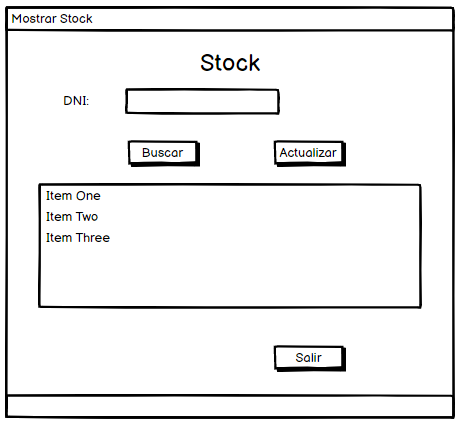 Mostrar Stock
Stock
DNI:
Buscar
Actualizar
Item One
Item Two
Item Three
Salir